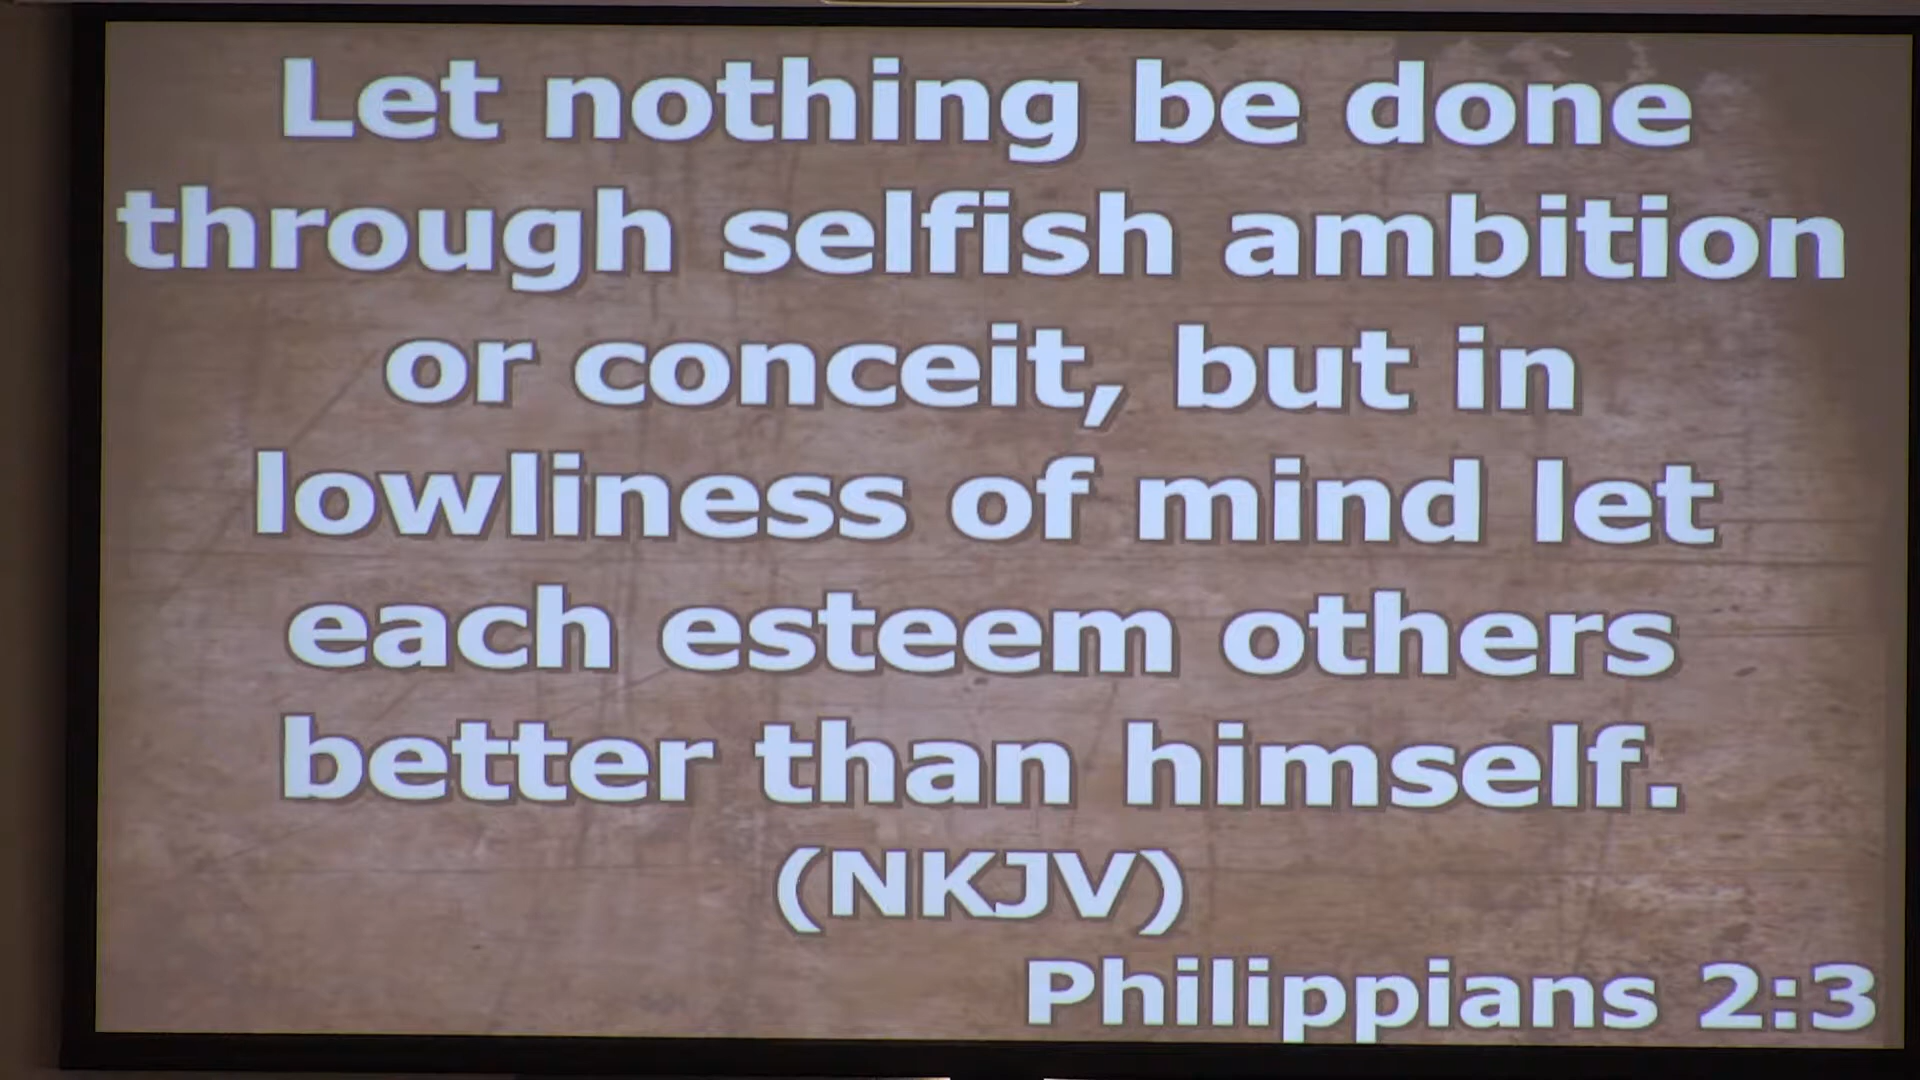 Let nothing be done
through selfish ambition
or conceit, but in
lowliness of mind let
each esteem others
better than himself.
(NKJV)
Philippians 2:3